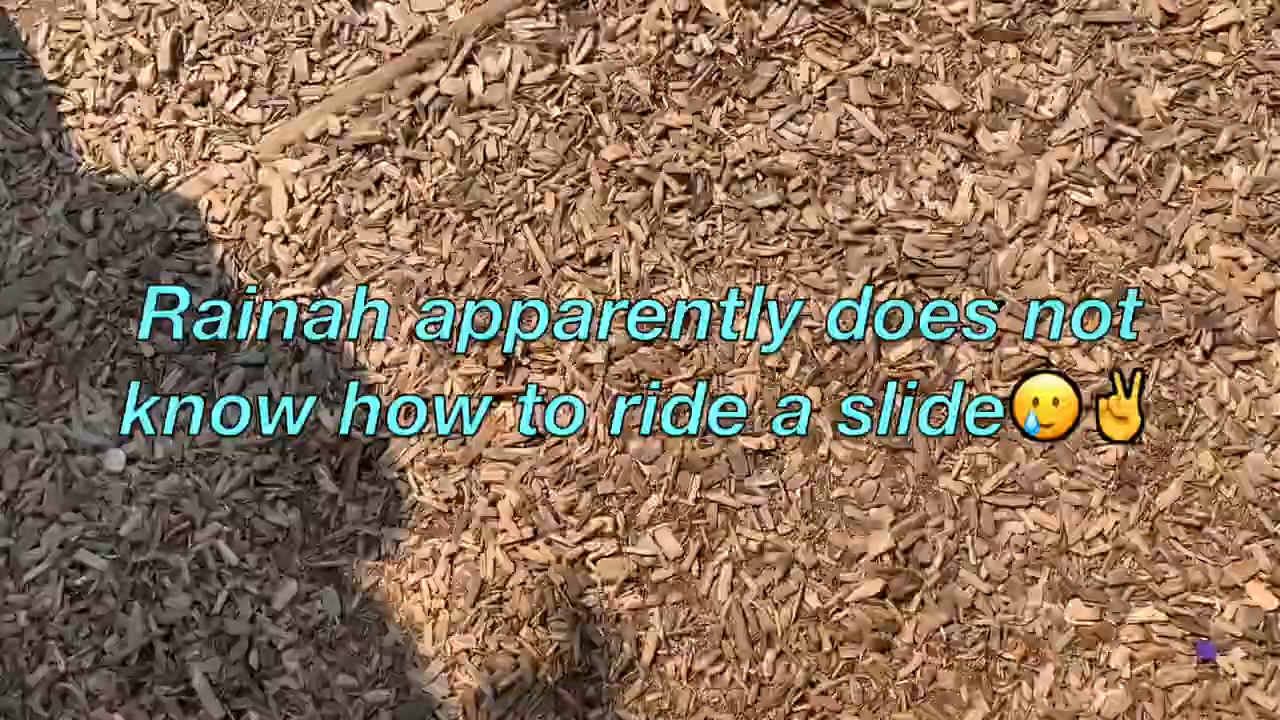 Rainah apparently does not
know how to ride a slide🥲✌️